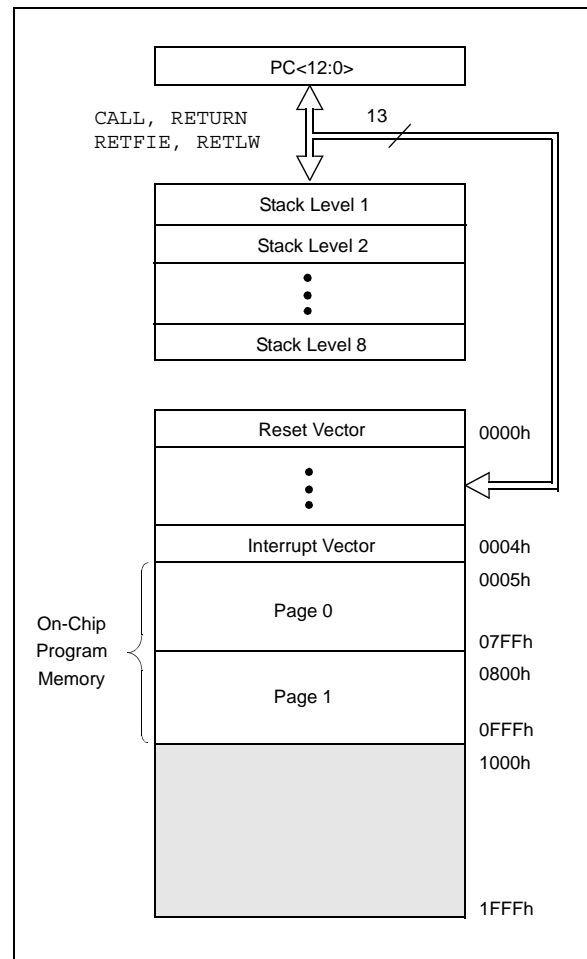 PC<12:0>
CALL, RETURN
RETFIE, RETLW
13
Stack Level 1
Stack Level 2
Stack Level 8
Reset Vector
0000h
Interrupt Vector
0004h
0005h
On-Chip
Program
Memory
Page 0
07FFh
0800h
Page 1
0FFFh
1000h
1FFFh